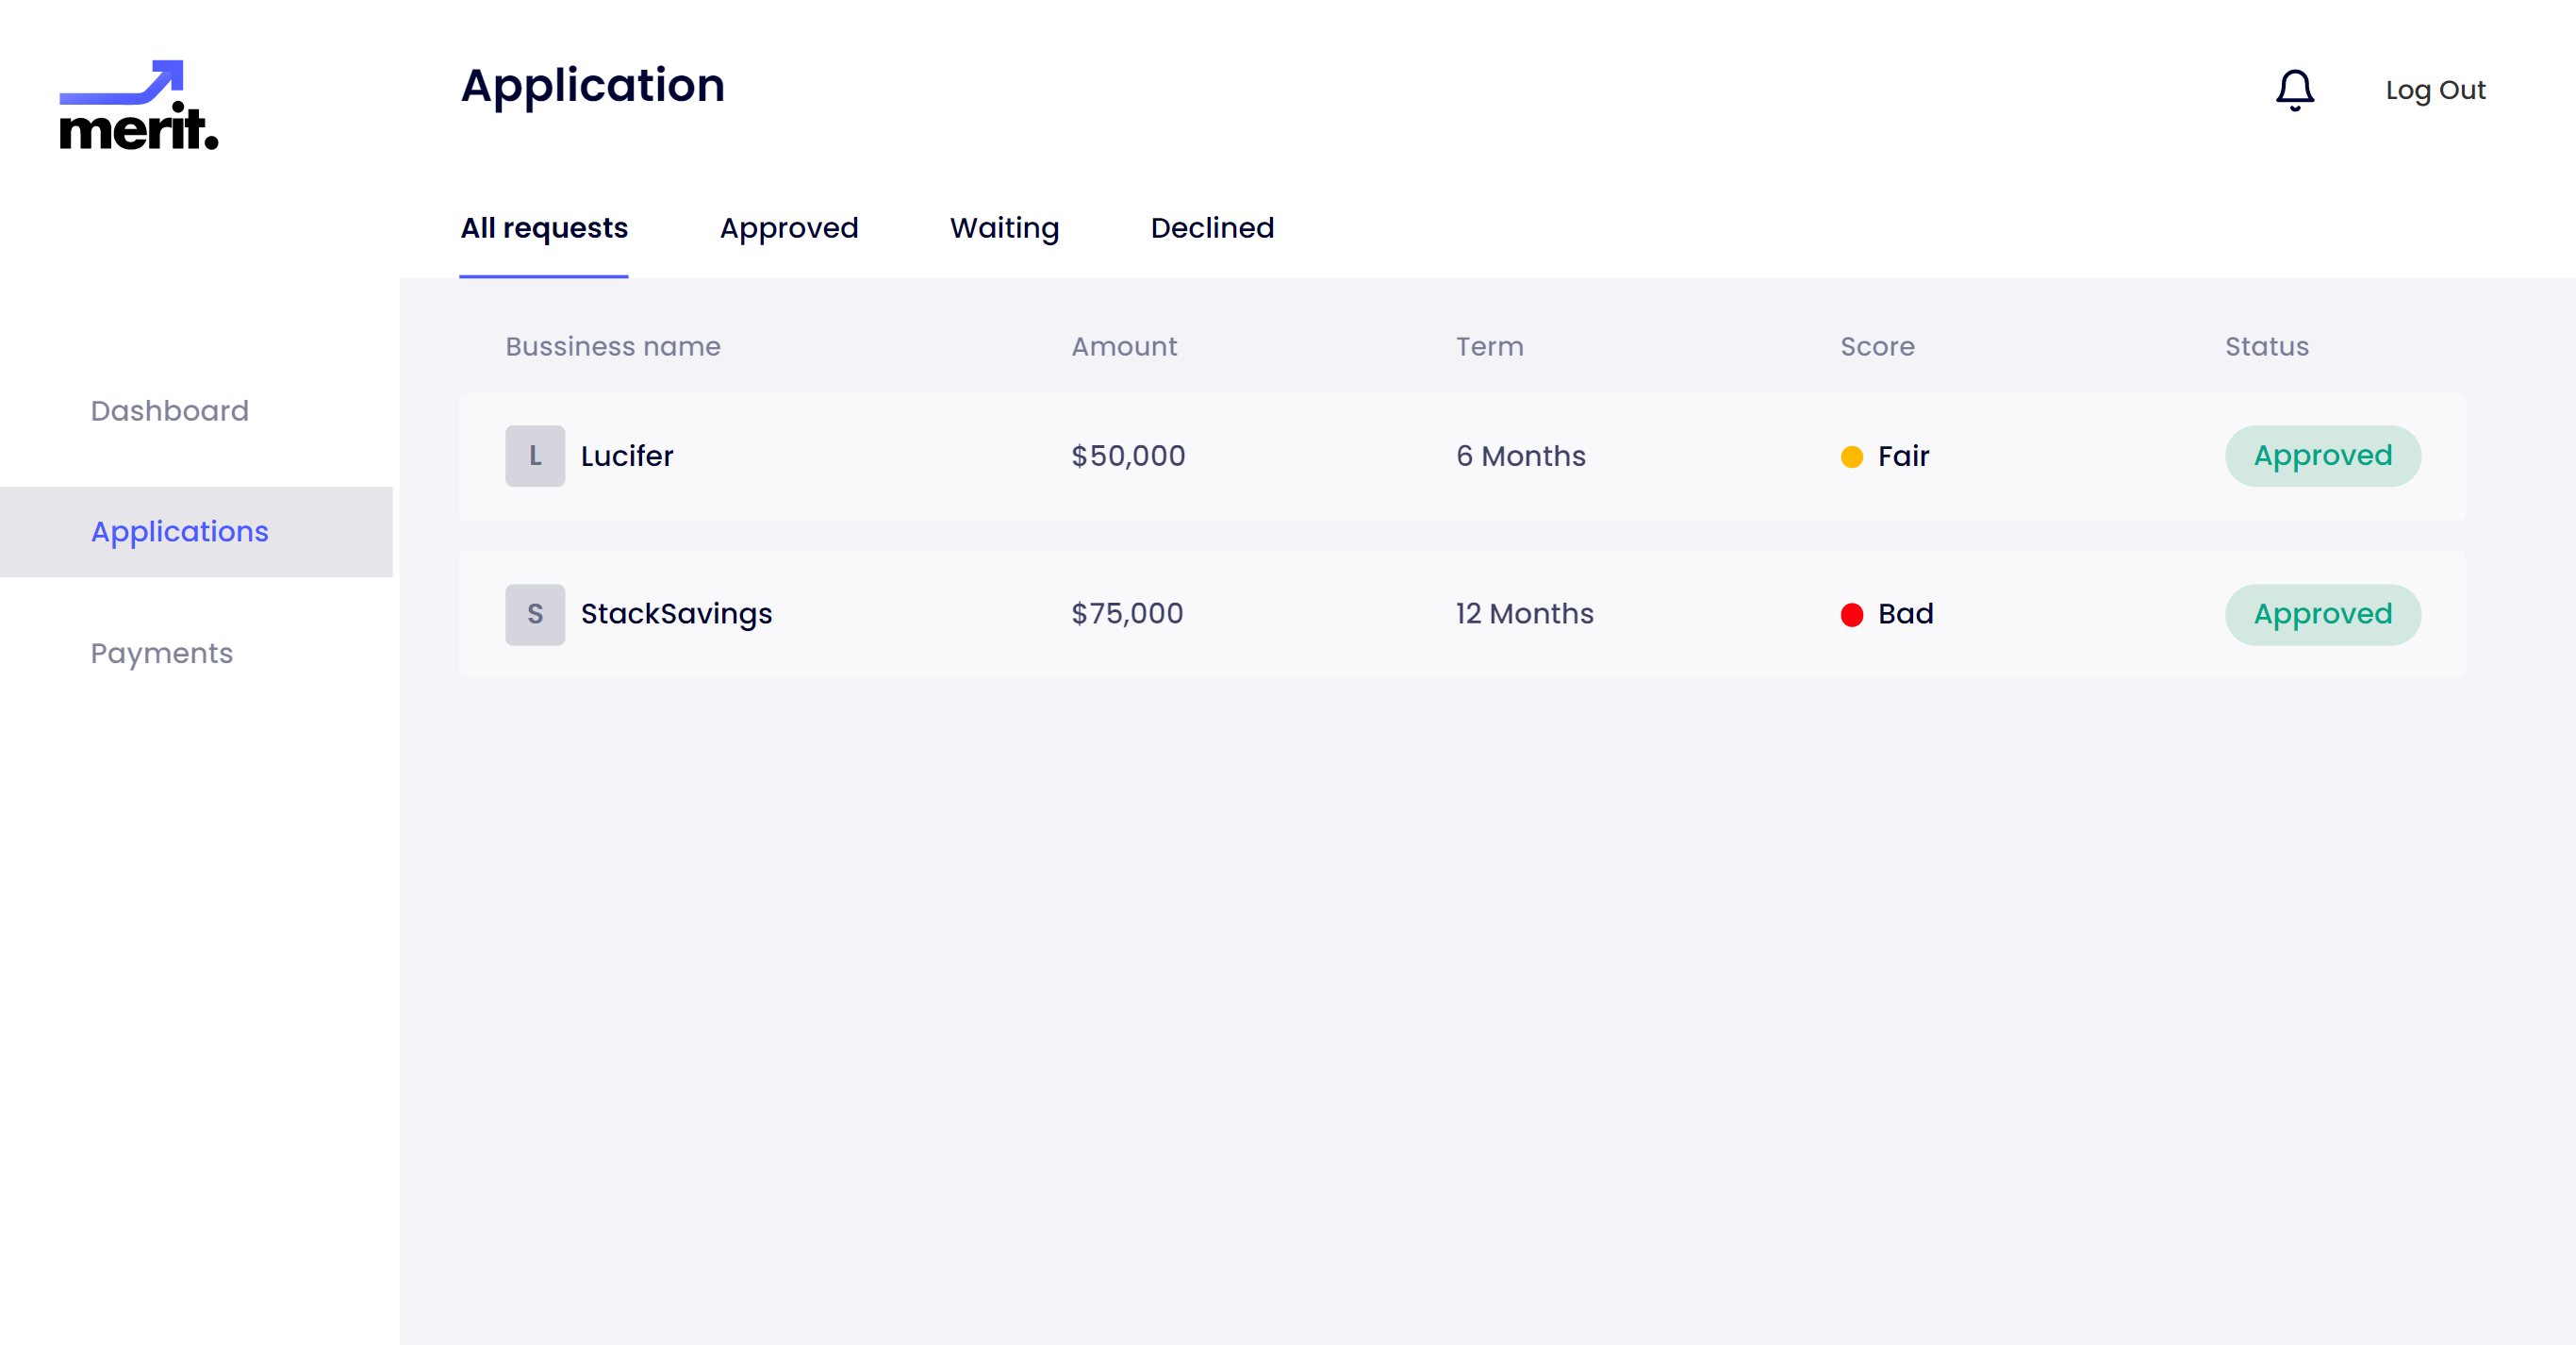 merit.
Application
Log Out
All requests Approved Waiting Declined
Dashboard
Applications
Payments
Bussiness name Amount Term Score Status
L Lucifer $50,000 6 Months Fair Approved
S StackSavings $75,000 12 Months Bad Approved